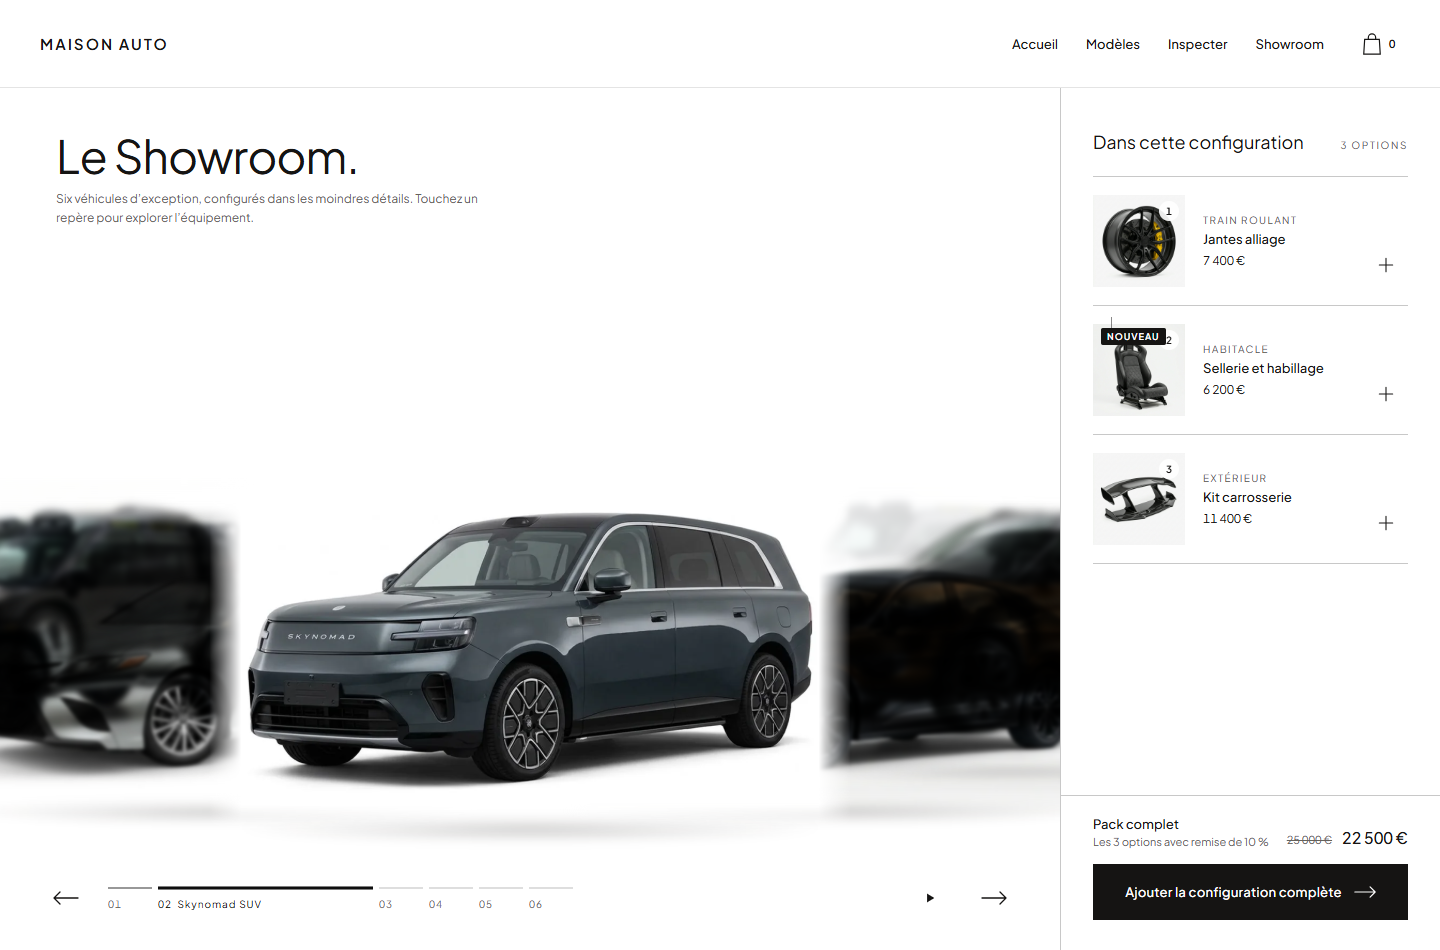 MAISON AUTO
Accueil
Modèles
Inspecter
Showroom
0
Le Showroom.
Six véhicules d'exception, configurés dans les moindres détails. Touchez un
repère pour explorer l'équipement.
SKYNOMAD
01
02 Skynomad SUV
03
04
05
06
Dans cette configuration
3 OPTIONS
1
TRAIN ROULANT
Jantes alliage
7 400 €
NOUVEAU
2
HABITACLE
Sellerie et habillage
6 200 €
3
EXTÉRIEUR
Kit carrosserie
11 400 €
Pack complet
Les 3 options avec remise de 10 %
25 000 €
22 500 €
Ajouter la configuration complète